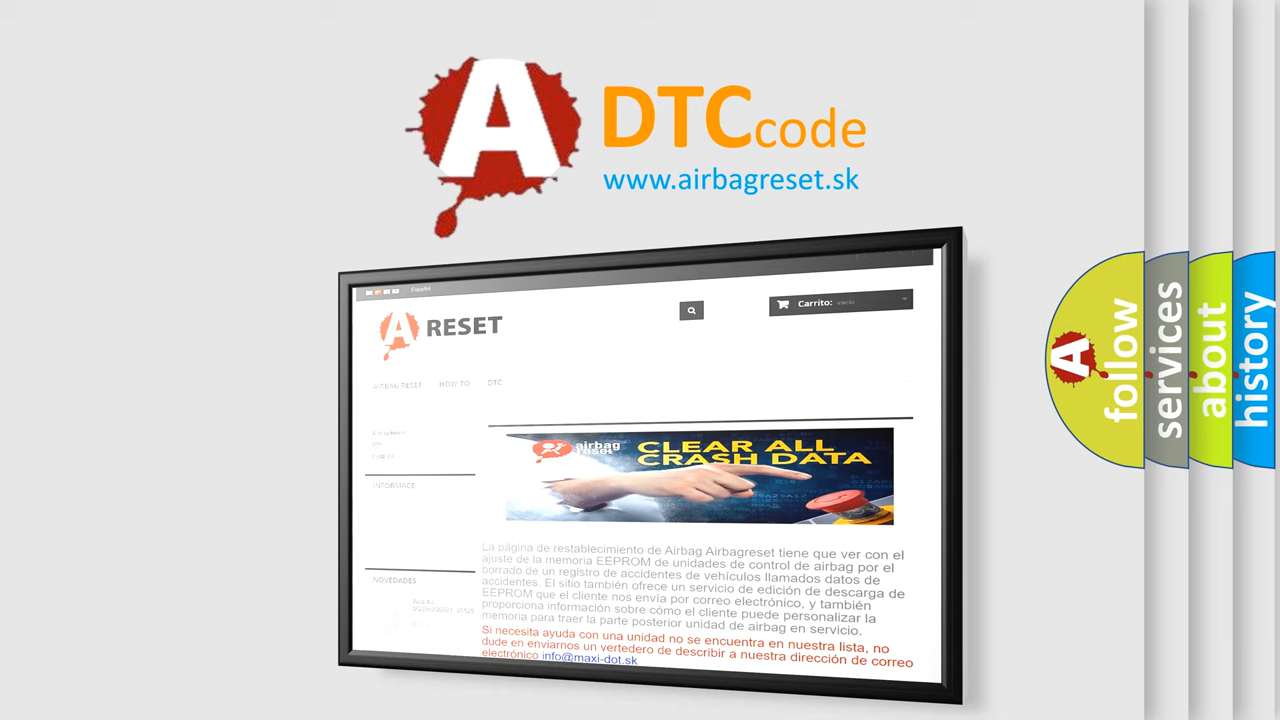 A DTCcode
www.airbagreset.sk
Español
A RESET
Carrito: vacío
AIRBAG RESET HOW TO DTC
INFORMACE
airbag
reset
CLEAR ALL
CRASH DATA
La página de restablecimiento de Airbag Airbagreset tiene que ver con el
ajuste de la memoria EEPROM de unidades de control de airbag por el
borrado de un registro de accidentes de vehículos llamados datos de
accidentes. El sitio también ofrece un servicio de edición de descarga de
EEPROM que el cliente nos envía por correo electrónico, y también
proporciona información sobre cómo el cliente puede personalizar la
memoria para traer la parte posterior unidad de airbag en servicio.
Si necesita ayuda con una unidad no se encuentra en nuestra lista, no
dude en enviarnos un vertedero de describir a nuestra dirección de correo
electrónico info@maxi-dot.sk
NOVEDADES
A
follow
services
about
history